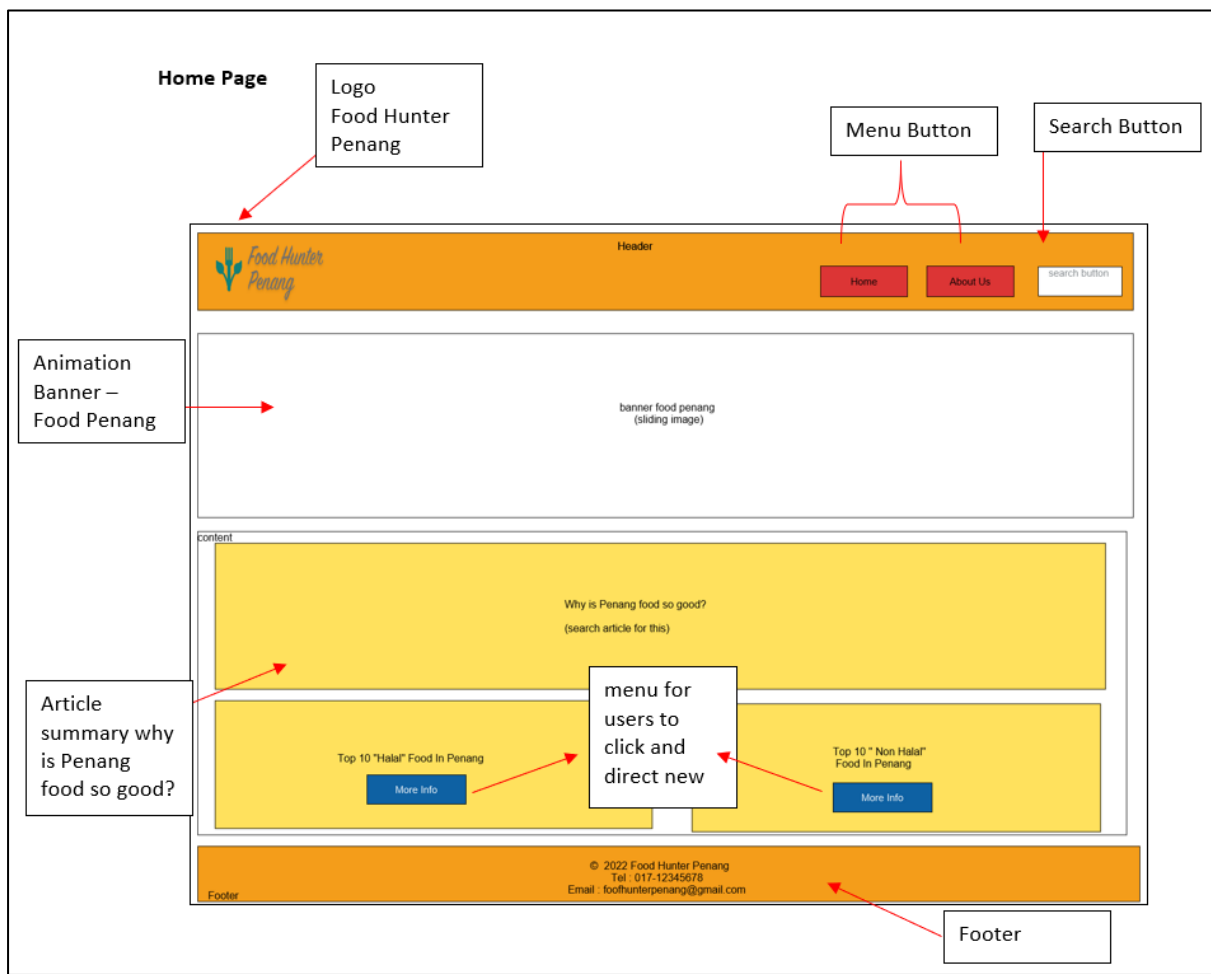 Home Page
Logo
Food Hunter
Penang
Menu Button
Search Button
Header
Food Hunter
Penang
Home
About Us
search button
Animation
Banner –
Food Penang
banner food penang
(sliding image)
content
Why is Penang food so good?
(search article for this)
Article
summary why
is Penang
food so good?
menu for
users to
click and
direct new
Top 10 "Halal" Food In Penang
More Info
Top 10 " Non Halal"
Food In Penang
More Info
© 2022 Food Hunter Penang
Tel : 017-12345678
Email : foofhunterpenang@gmail.com
Footer
Footer